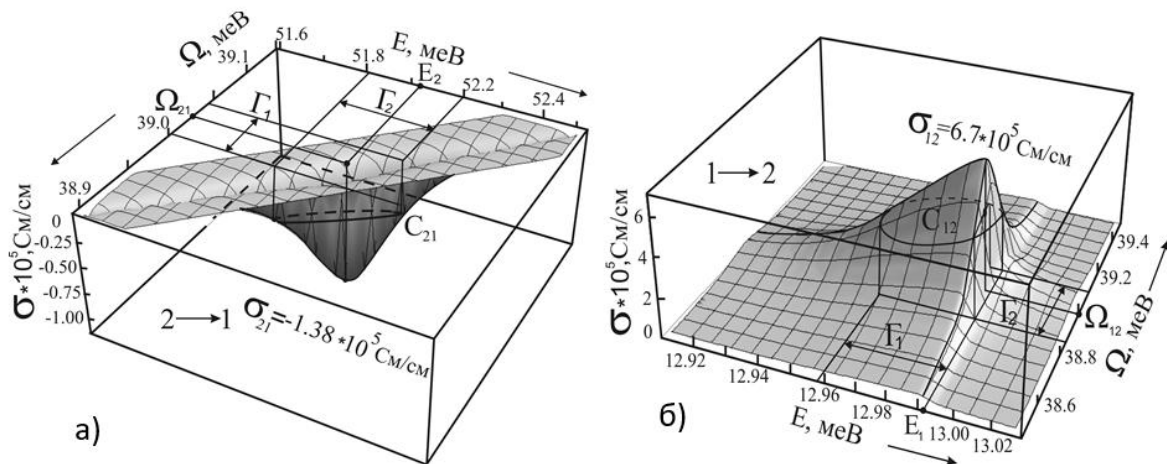 Ω, меВ
51.6
E, меВ
39.1
51.8
E₂
Ω₂₁
Γ₁
Γ₂
52.2
39.0
52.4
38.9
0
-0.25
-0.50
-0.75
-1.00
σ*10⁵,См/см
C₂₁
2→1
σ₂₁=-1.38*10⁵См/см
а)
σ₁₂=6.7*10⁵См/см
1→2
C₁₂
σ*10⁵,См/см
6
4
2
0
39.4
39.2
Ω₁₂
Γ₂
38.8
Ω, меВ
38.6
Γ₁
12.92
12.94
12.96
12.98
E₁
13.00
13.02
E, меВ
б)